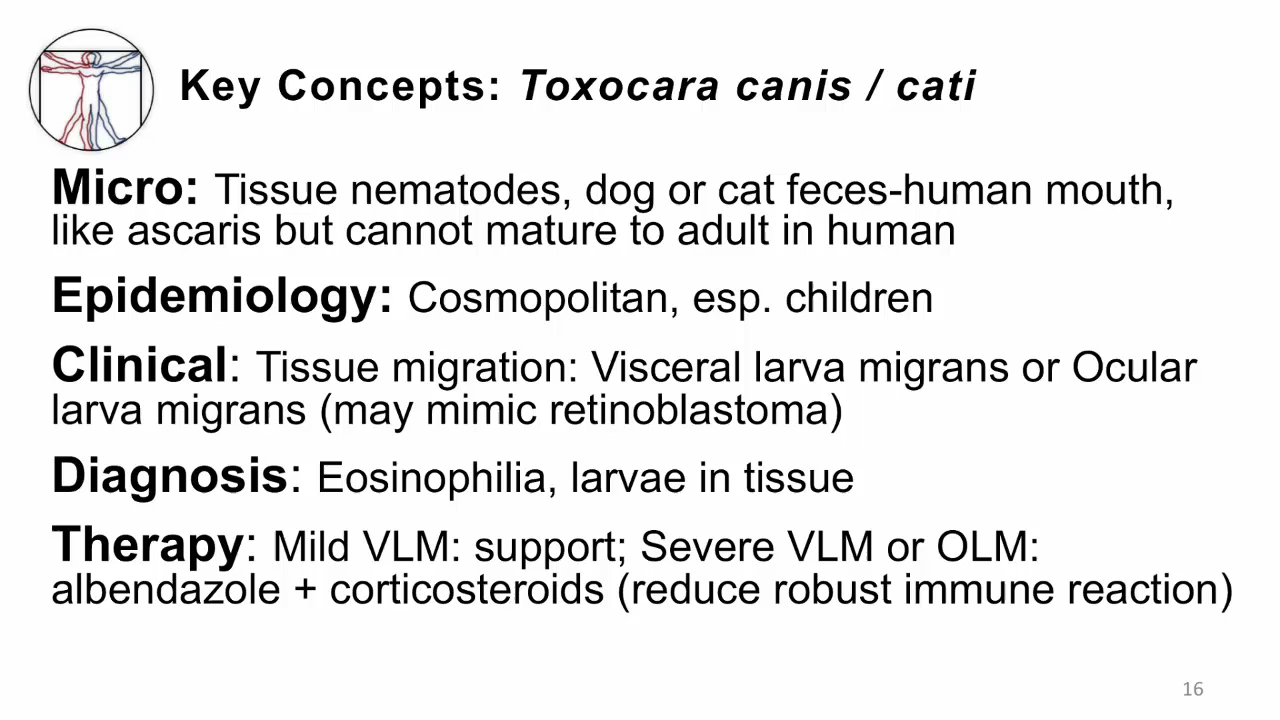 Key Concepts: Toxocara canis / cati
Micro: Tissue nematodes, dog or cat feces-human mouth,
like ascaris but cannot mature to adult in human
Epidemiology: Cosmopolitan, esp. children
Clinical: Tissue migration: Visceral larva migrans or Ocular
larva migrans (may mimic retinoblastoma)
Diagnosis: Eosinophilia, larvae in tissue
Therapy: Mild VLM: support; Severe VLM or OLM:
albendazole + corticosteroids (reduce robust immune reaction)
16